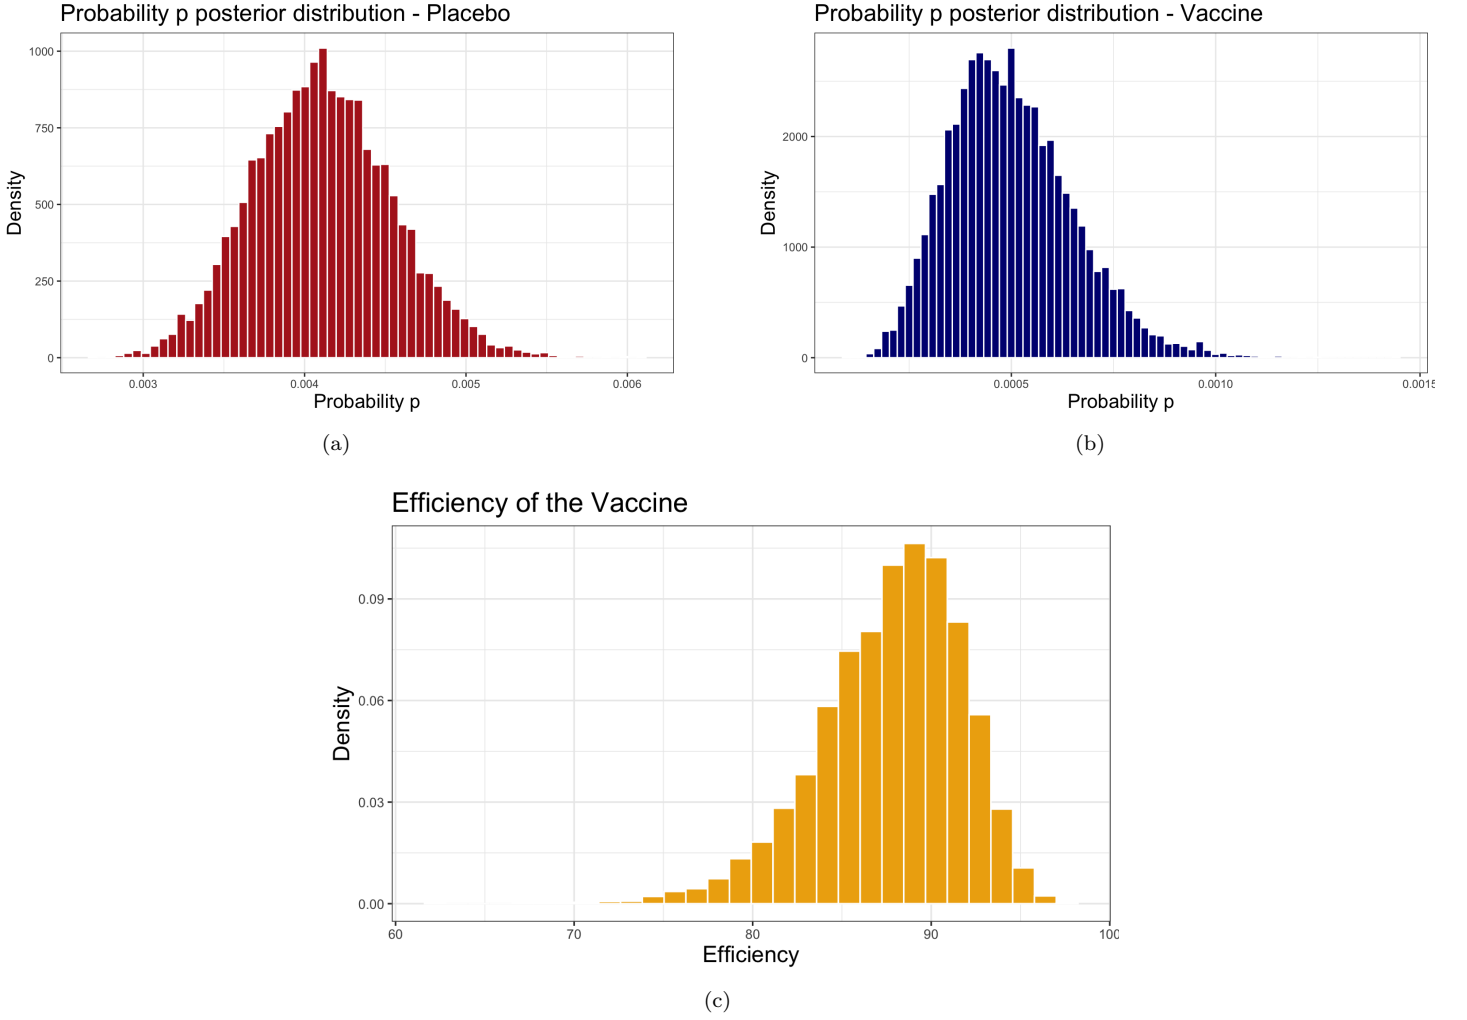 Probability p posterior distribution - Placebo
1000
750
500
250
0
Density
0.003 0.004 0.005 0.006
Probability p
(a)
Probability p posterior distribution - Vaccine
2000
1000
0
Density
0.0005 0.0010 0.0015
Probability p
(b)
Efficiency of the Vaccine
0.09
0.06
0.03
0.00
Density
60 70 80 90 100
Efficiency
(c)